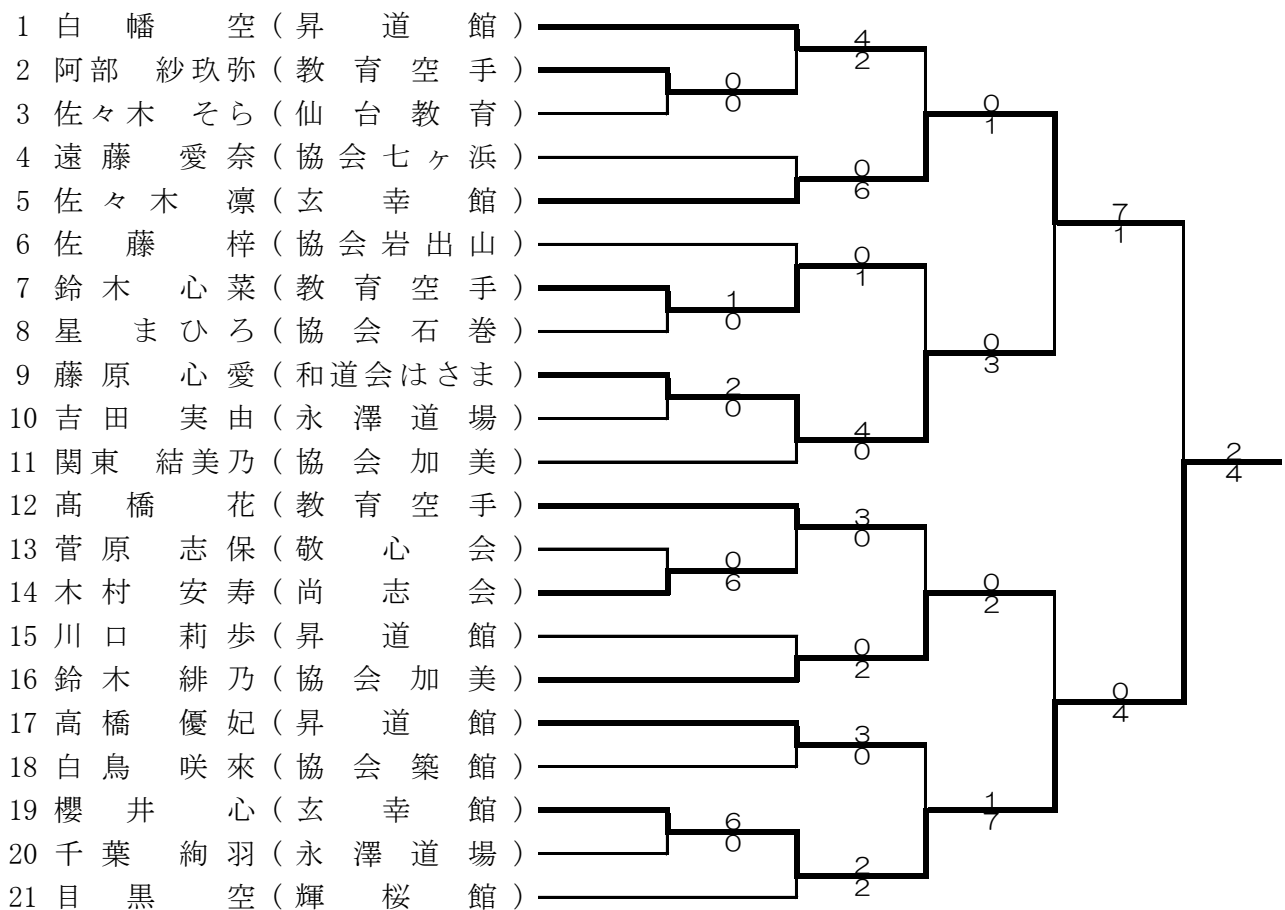 1 白幡 空(昇道館)
4
2
2 阿部 紗玖弥(教育空手)
0
0
3 佐々木 そら(仙台教育)
0
1
4 遠藤 愛奈(協会七ヶ浜)
0
6
5 佐々木 凛(玄幸館)
7
1
6 佐藤 梓(協会岩出山)
0
1
7 鈴木 心菜(教育空手)
1
0
8 星 まひろ(協会石巻)
0
3
9 藤原 心愛(和道会はさま)
2
0
10 吉田 実由(永澤道場)
4
0
11 関東 結美乃(協会加美)
2
4
12 髙橋 花(教育空手)
3
0
13 菅原 志保(敬心会)
0
6
14 木村 安寿(尚志会)
0
2
15 川口 莉歩(昇道館)
0
2
16 鈴木 緋乃(協会加美)
0
4
17 高橋 優妃(昇道館)
3
0
18 白鳥 咲來(協会築館)
1
7
19 櫻井 心(玄幸館)
6
0
20 千葉 絢羽(永澤道場)
2
2
21 目黒 空(輝桜館)